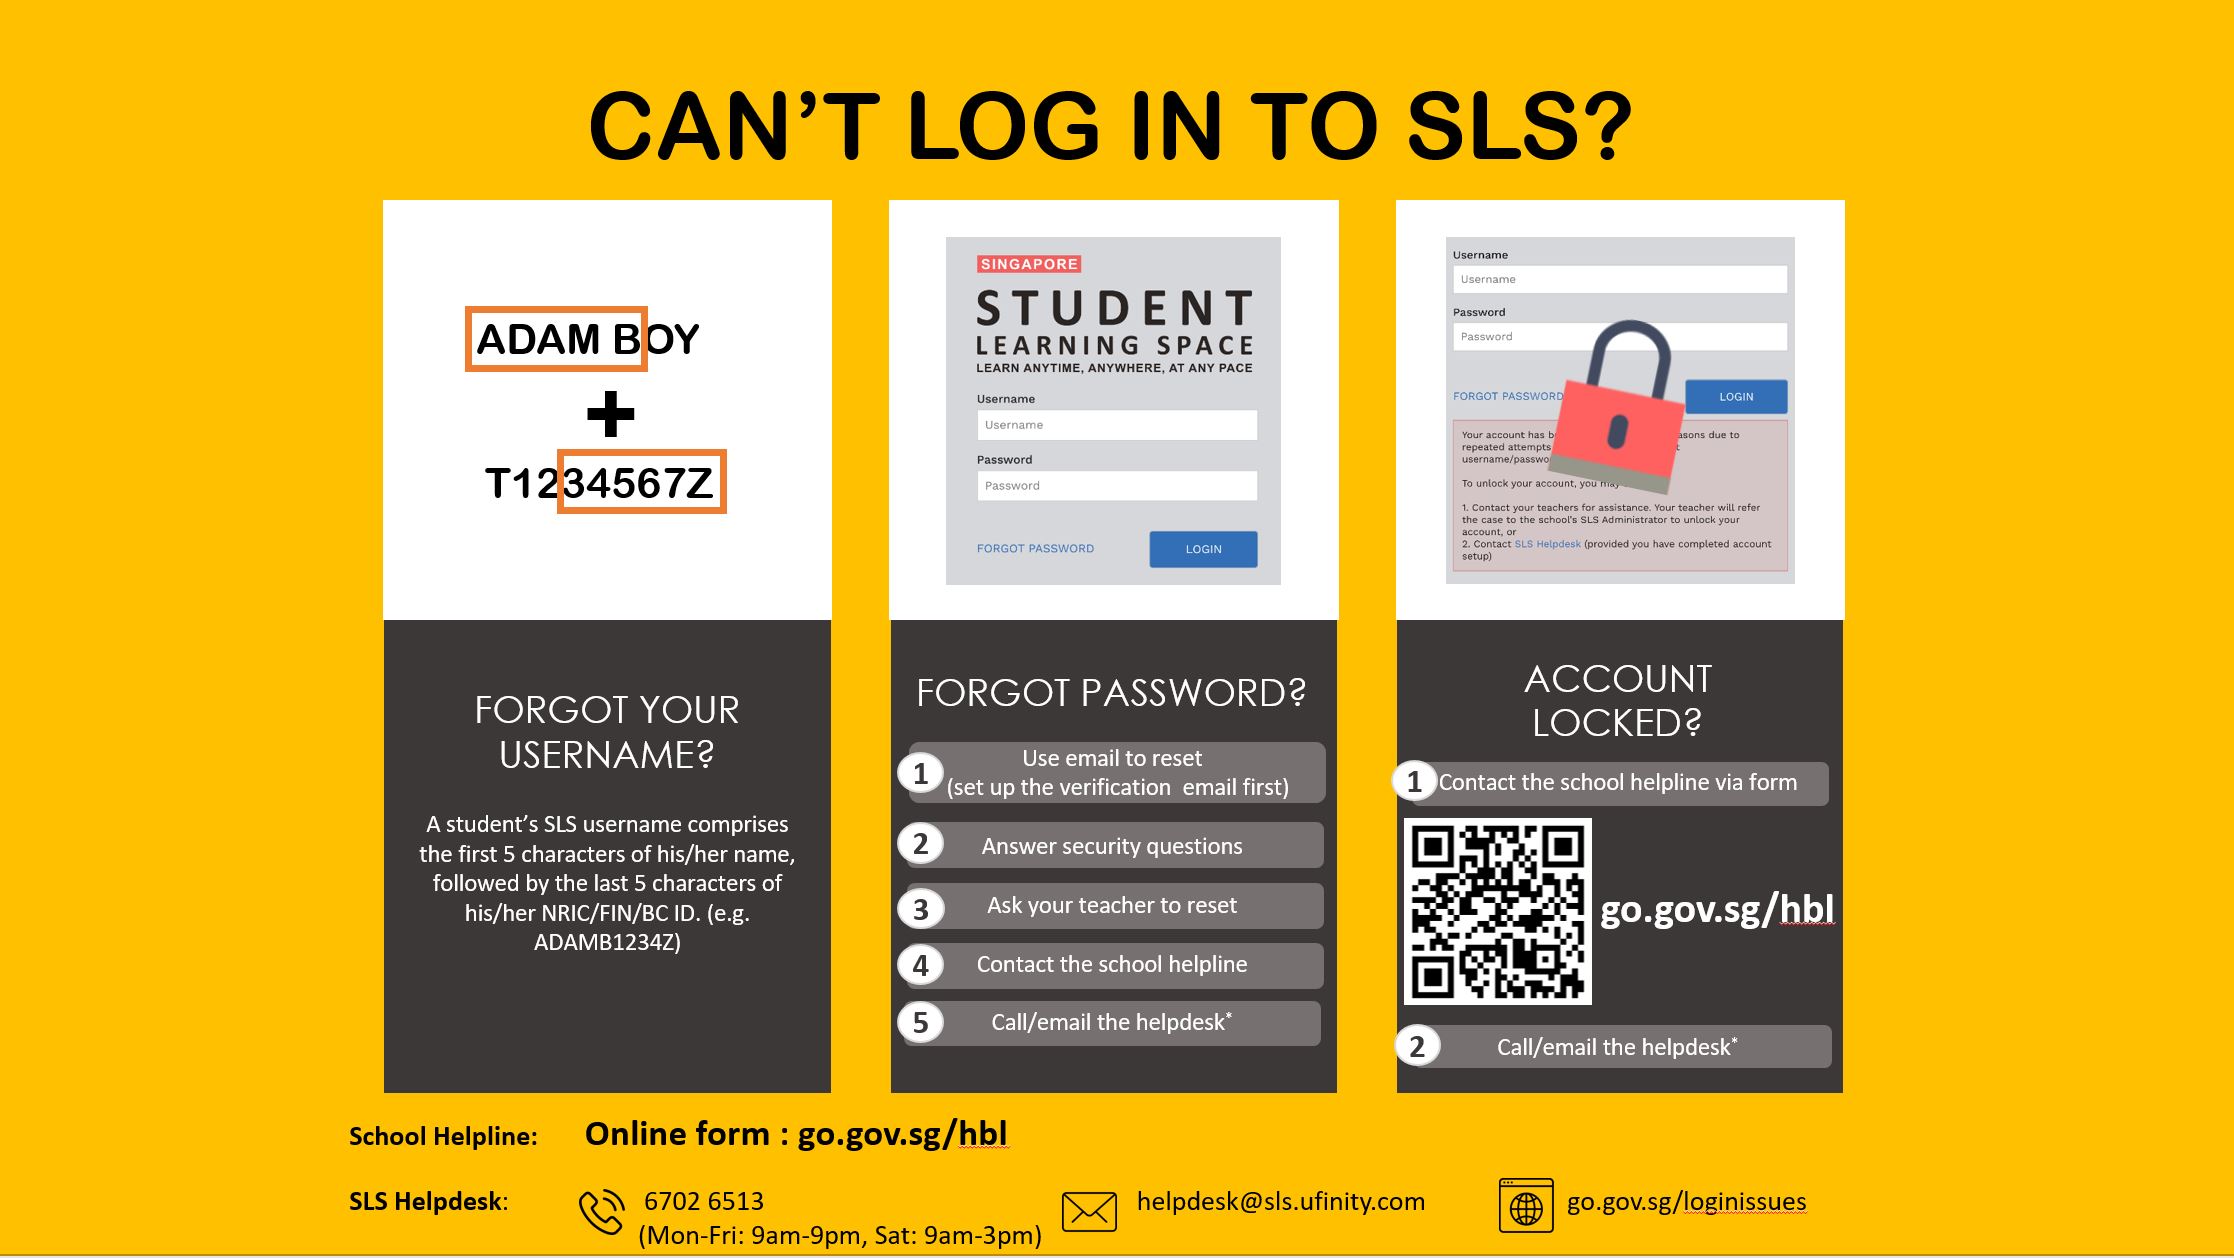 CAN'T LOG IN TO SLS?
ADAM BOY
+
T1234567Z
FORGOT YOUR
USERNAME?
A student's SLS username comprises
the first 5 characters of his/her name,
followed by the last 5 characters of
his/her NRIC/FIN/BC ID. (e.g.
ADAMB1234Z)
SINGAPORE
STUDENT
LEARNING SPACE
LEARN ANYTIME, ANYWHERE, AT ANY PACE
Username
Username
Password
Password
FORGOT PASSWORD LOGIN
FORGOT PASSWORD?
1 Use email to reset
(set up the verification email first)
2 Answer security questions
3 Ask your teacher to reset
4 Contact the school helpline
5 Call/email the helpdesk*
Username
Username
Password
Password
FORGOT PASSWORD LOGIN
Your account has due to
repeated attempts
To unlock your account, you
1. Contact your teachers for assistance. Your teacher will refer
the case to the school's SLS Administrator to unlock your
account, or
2. Contact SLS Helpdesk (provided you have completed account
setup)
ACCOUNT
LOCKED?
1 Contact the school helpline via form
go.gov.sg/hbl
2 Call/email the helpdesk*
School Helpline: Online form : go.gov.sg/hbl
SLS Helpdesk: 6702 6513 helpdesk@sls.ufinity.com go.gov.sg/loginissues
(Mon-Fri: 9am-9pm, Sat: 9am-3pm)